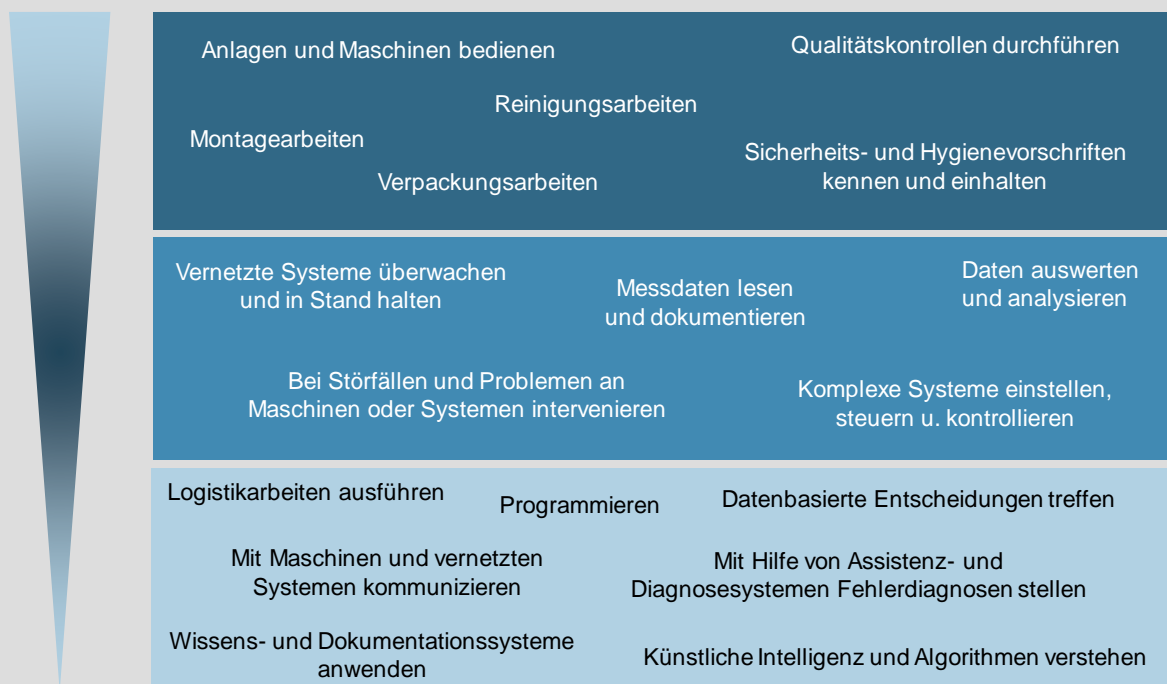 Anlagen und Maschinen bedienen
Qualitätskontrollen durchführen
Reinigungsarbeiten
Montagearbeiten
Sicherheits- und Hygienevorschriften
kennen und einhalten
Verpackungsarbeiten
Vernetzte Systeme überwachen
und in Stand halten
Messdaten lesen
und dokumentieren
Daten auswerten
und analysieren
Bei Störfällen und Problemen an
Maschinen oder Systemen intervenieren
Komplexe Systeme einstellen,
steuern u. kontrollieren
Logistikarbeiten ausführen
Programmieren
Datenbasierte Entscheidungen treffen
Mit Maschinen und vernetzten
Systemen kommunizieren
Mit Hilfe von Assistenz- und
Diagnosesystemen Fehlerdiagnosen stellen
Wissens- und Dokumentationssysteme
anwenden
Künstliche Intelligenz und Algorithmen verstehen